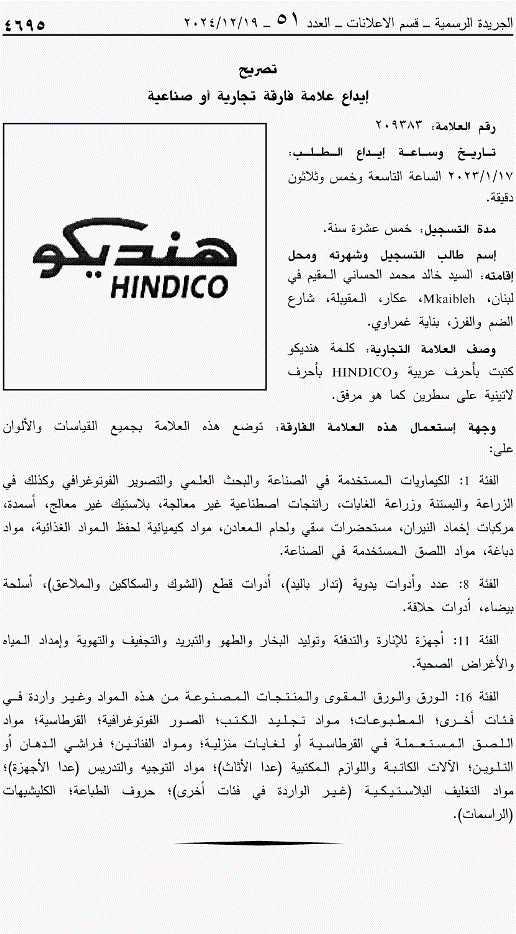 الجريدة الرسمية ــ قسم الاعلانات ــ العدد ٥١ ــ ٢٠٢٤/١٢/١٩
٤٦٩٥
تصريح
إيداع علامة فارقة تجارية أو صناعية
رقم العلامة: ٢٠٩٣٨٣
تاريخ وساعة إيداع الطلب:
٢٠٢٣/١/١٧ الساعة التاسعة وخمس وثلاثون
دقيقة.
مدة التسجيل: خمس عشرة سنة.
إسم طالب التسجيل وشهرته ومحل
إقامته: السيد خالد محمد الحساني المقيم في
لبنان، Mkaibleh، عكار، المقيبلة، شارع
الضم والفرز، بناية غمراوي.
وصف العلامة التجارية: كلمة هنديكو
كتبت بأحرف عربية وHINDICO بأحرف
لاتينية على سطرين كما هو مرفق.
هنديكو
HINDICO
وجهة إستعمال هذه العلامة الفارقة: توضع هذه العلامة بجميع القياسات والألوان
على:
الفئة 1: الكيماويات المستخدمة في الصناعة والبحث العلمي والتصوير الفوتوغرافي وكذلك في
الزراعة والبستنة وزراعة الغابات، راتنجات اصطناعية غير معالجة، بلاستيك غير معالج، أسمدة،
مركبات إخماد النيران، مستحضرات سقي ولحام المعادن، مواد كيميائية لحفظ المواد الغذائية، مواد
دباغة، مواد اللصق المستخدمة في الصناعة.
الفئة 8: عدد وأدوات يدوية (تدار باليد)، أدوات قطع (الشوك والسكاكين والملاعق)، أسلحة
بيضاء، أدوات حلاقة.
الفئة 11: أجهزة للإنارة والتدفئة وتوليد البخار والطهو والتبريد والتجفيف والتهوية وإمداد المياه
والأغراض الصحية.
الفئة 16: الورق والورق المقوى والمنتجات المصنوعة من هذه المواد وغير واردة في
فئات أخرى؛ المطبوعات؛ مواد تجليد الكتب؛ الصور الفوتوغرافية؛ القرطاسية؛ مواد
اللصق المستعملة في القرطاسية أو لغايات منزلية؛ ومواد الفنانين؛ فراشي الدهان أو
التلوين؛ الآلات الكاتبة واللوازم المكتبية (عدا الأثاث)؛ مواد التوجيه والتدريس (عدا الأجهزة)؛
مواد التغليف البلاستيكية (غير الواردة في فئات أخرى)؛ حروف الطباعة؛ الكليشيهات
(الراسمات).